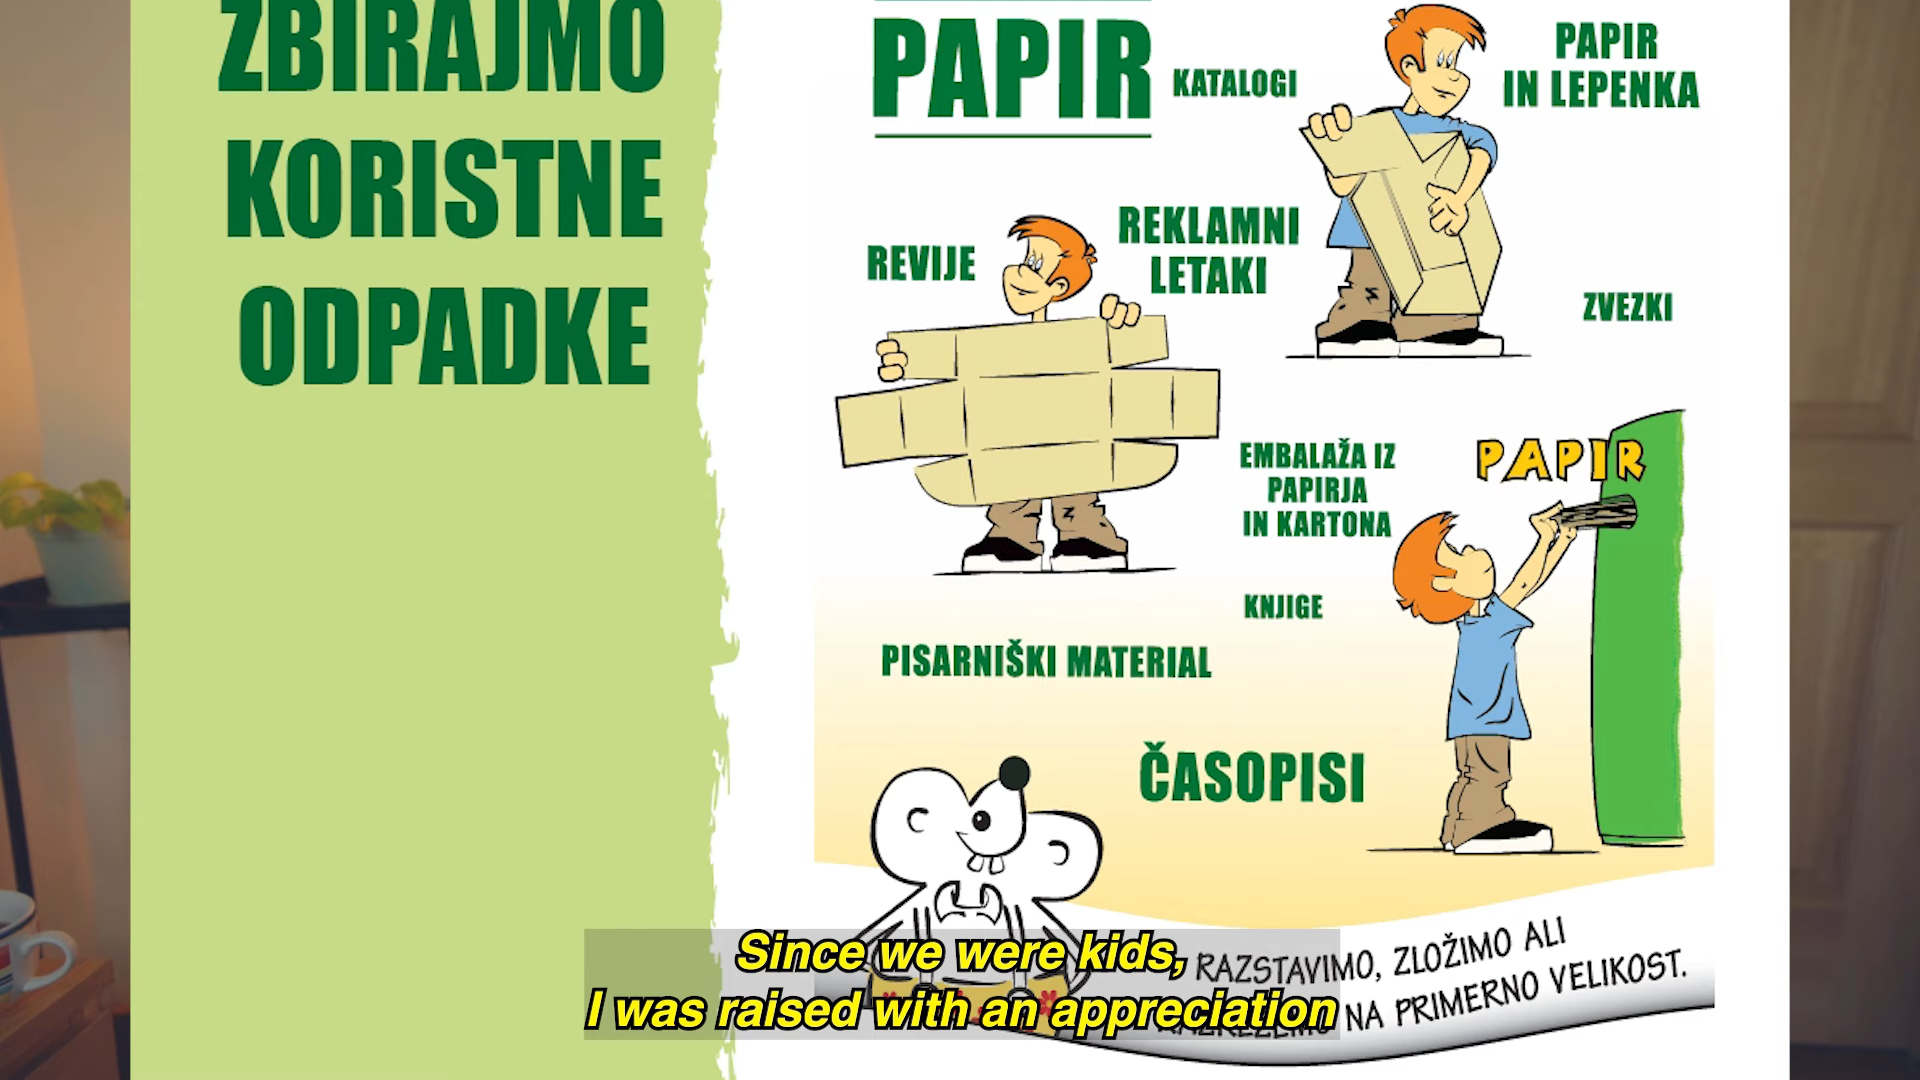 ZBIRAJMO
KORISTNE
ODPADKE
PAPIR
KATALOGI
PAPIR
IN LEPENKA
REVIJE
REKLAMNI
LETAKI
ZVEZKI
EMBALAŽA IZ
PAPIRJA
IN KARTONA
PAPIR
KNJIGE
PISARNIŠKI MATERIAL
ČASOPISI
RAZSTAVIMO, ZLOŽIMO ALI
NA PRIMERNO VELIKOST.
Since we were kids,
I was raised with an appreciation